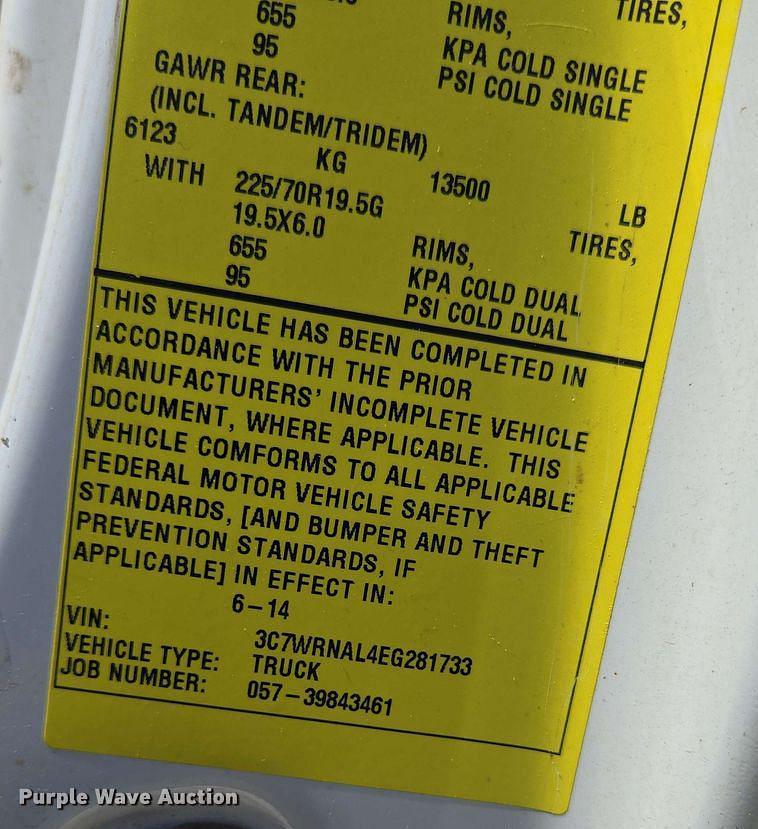 655 RIMS, TIRES,
95 KPA COLD SINGLE
GAWR REAR: PSI COLD SINGLE
(INCL. TANDEM/TRIDEM)
6123 KG 13500 LB
WITH 225/70R19.5G TIRES,
19.5X6.0 RIMS,
655 KPA COLD DUAL
95 PSI COLD DUAL
THIS VEHICLE HAS BEEN COMPLETED IN
ACCORDANCE WITH THE PRIOR
MANUFACTURERS' INCOMPLETE VEHICLE
DOCUMENT, WHERE APPLICABLE. THIS
VEHICLE COMFORMS TO ALL APPLICABLE
FEDERAL MOTOR VEHICLE SAFETY
STANDARDS, [AND BUMPER AND THEFT
PREVENTION STANDARDS, IF
APPLICABLE] IN EFFECT IN:
6-14
VIN: 3C7WRNAL4EG281733
VEHICLE TYPE: TRUCK
JOB NUMBER: 057-39843461
Purple Wave Auction